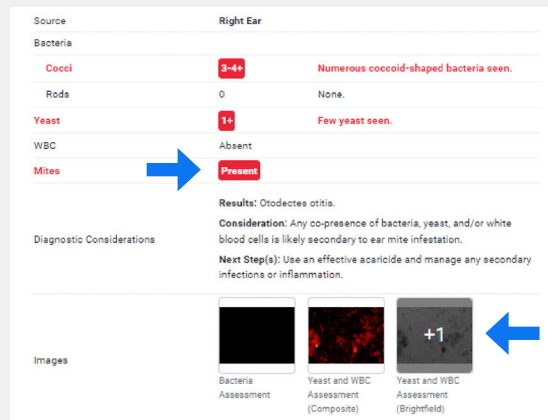 Source Right Ear
Bacteria
Cocci 3-4+ Numerous coccoid-shaped bacteria seen.
Rods 0 None.
Yeast 1+ Few yeast seen.
WBC Absent
Mites Present
Diagnostic Considerations
Results: Otodectes otitis.
Consideration: Any co-presence of bacteria, yeast, and/or white
blood cells is likely secondary to ear mite infestation.
Next Step(s): Use an effective acaricide and manage any secondary
infections or inflammation.
Images
+1
Bacteria
Assessment
Yeast and WBC
Assessment
(Composite)
Yeast and WBC
Assessment
(Brightfield)